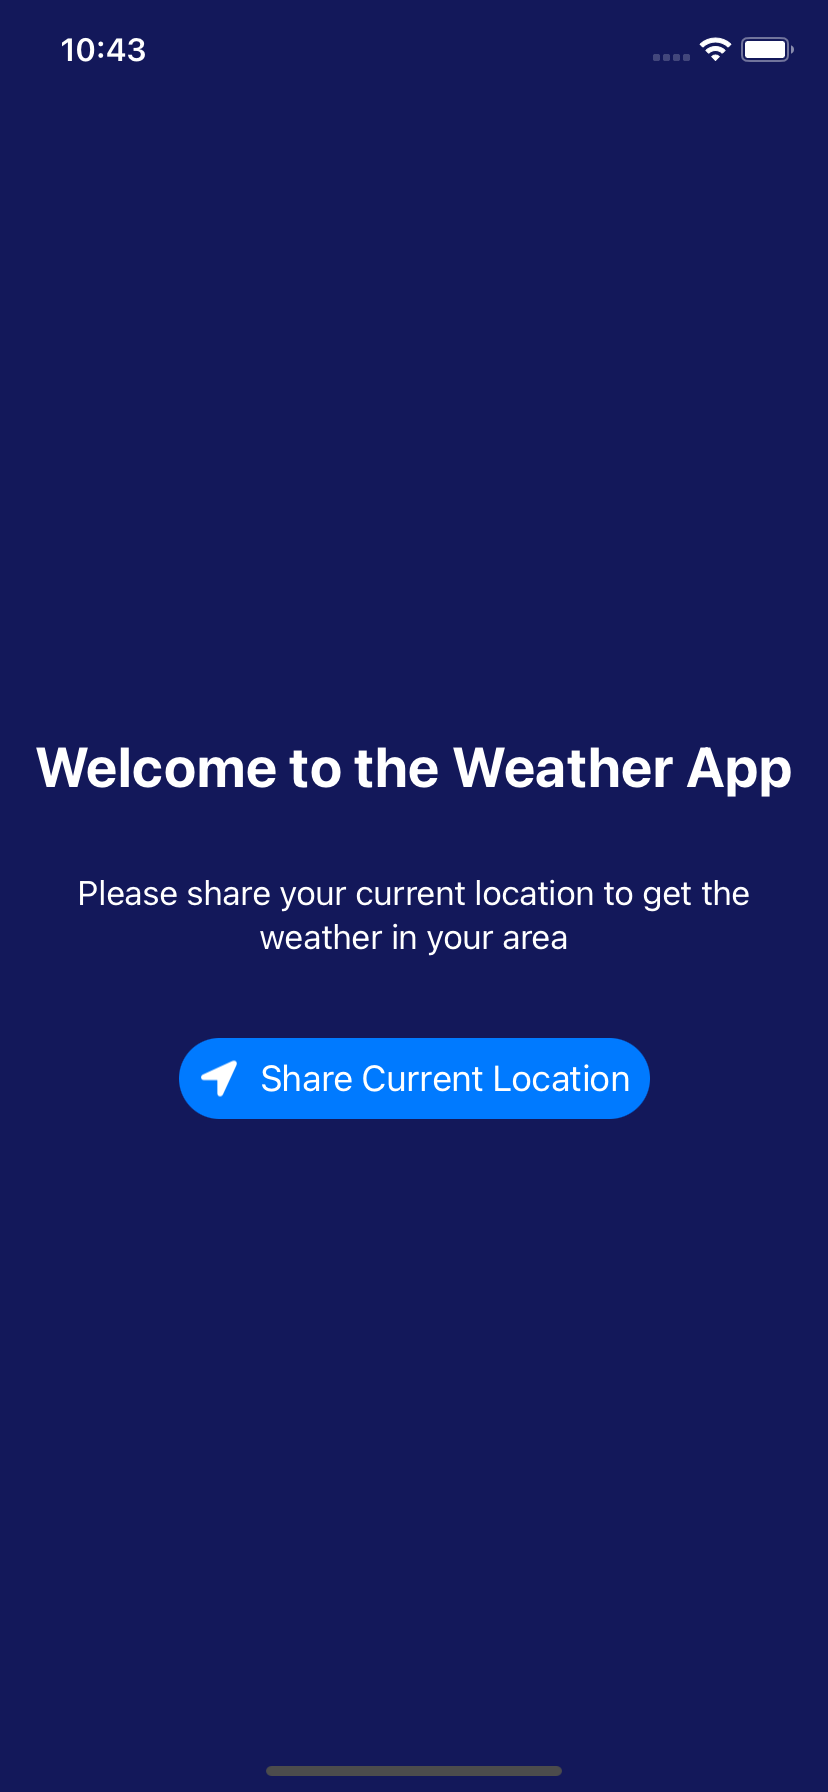 10:43
Welcome to the Weather App
Please share your current location to get the
weather in your area
Share Current Location